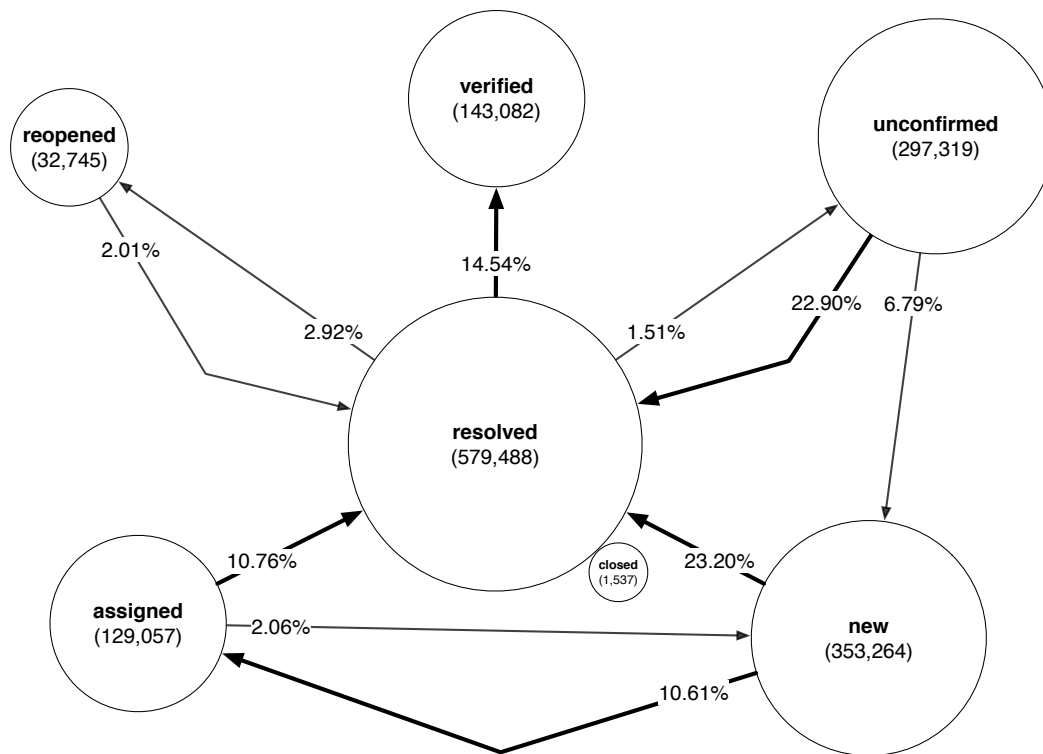 verified
(143,082)
unconfirmed
(297,319)
reopened
(32,745)
2.01%
14.54%
22.90%
6.79%
2.92%
1.51%
resolved
(579,488)
10.76%
23.20%
closed
(1,537)
assigned
(129,057)
2.06%
new
(353,264)
10.61%